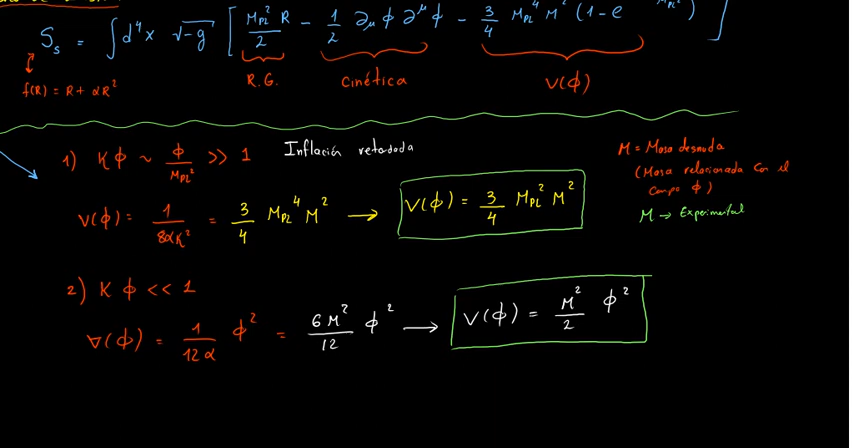 S_s = ∫ d⁴x √-g [ M_PL² R / 2 - 1/2 ∂_μ φ ∂^μ φ - 3/4 M_PL⁴ M² (1 - e M_PL² ) ]
f(R) = R + αR²
R.G.
cinética
V(φ)
1) Kφ ~ φ / M_PL² >> 1 Inflación retardada
V(φ) = 1 / 8αK² = 3/4 M_PL⁴ M² → V(φ) = 3/4 M_PL² M²
M = Masa desnuda
(Masa relacionada con el
campo φ)
M → Experimental
2) K φ << 1
V(φ) = 1 / 12α φ² = 6M² / 12 φ² → V(φ) = M² / 2 φ²